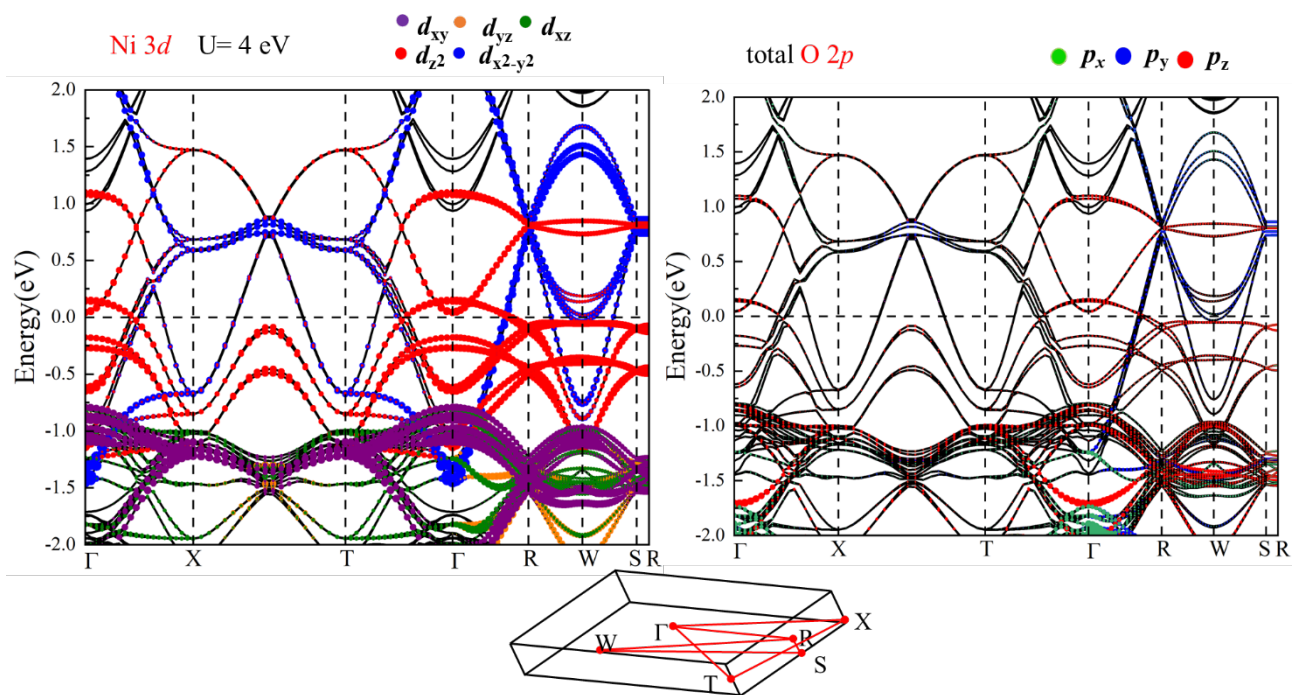 Ni 3d U= 4 eV
dxy dyz dxz
dz2 dx2-y2
total O 2p
px py pz
2.0
1.5
1.0
0.5
0.0
-0.5
-1.0
-1.5
-2.0
Energy(eV)
Γ X T Γ R W S R
2.0
1.5
1.0
0.5
0.0
-0.5
-1.0
-1.5
-2.0
Energy(eV)
Γ X T Γ R W S R
Γ
X
W
R
S
T